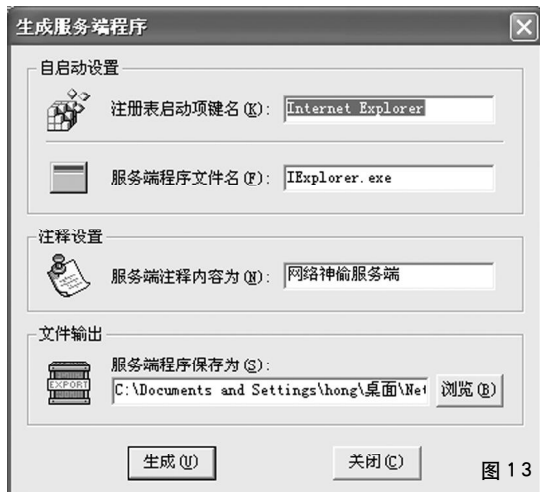 生成服务端程序
自启动设置
注册表启动项键名(K): Internet Explorer
服务端程序文件名(F): IExplorer.exe
注释设置
服务端注释内容为(N): 网络神偷服务端
文件输出
服务端程序保存为(S):
EXPORT
C:\Documents and Settings\hong\桌面\Net 浏览(B)
生成(U) 关闭(C)
图13